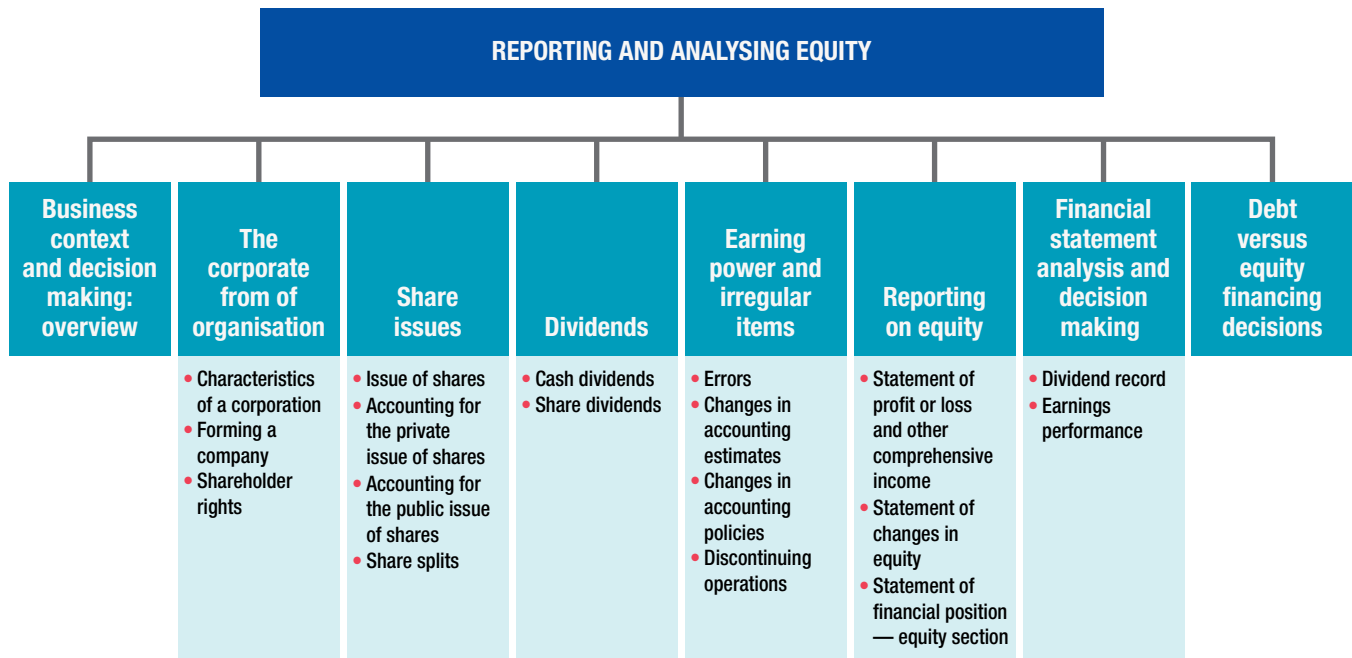 REPORTING AND ANALYSING EQUITY
Business
context
and decision
making:
overview
The
corporate
from of
organisation
• Characteristics
of a corporation
• Forming a
company
• Shareholder
rights
Share
issues
• Issue of shares
• Accounting for
the private
issue of shares
• Accounting for
the public issue
of shares
• Share splits
Dividends
• Cash dividends
• Share dividends
Earning
power and
irregular
items
• Errors
• Changes in
accounting
estimates
• Changes in
accounting
policies
• Discontinuing
operations
Reporting
on equity
• Statement of
profit or loss
and other
comprehensive
income
• Statement of
changes in
equity
• Statement of
financial position
— equity section
Financial
statement
analysis and
decision
making
• Dividend record
• Earnings
performance
Debt
versus
equity
financing
decisions